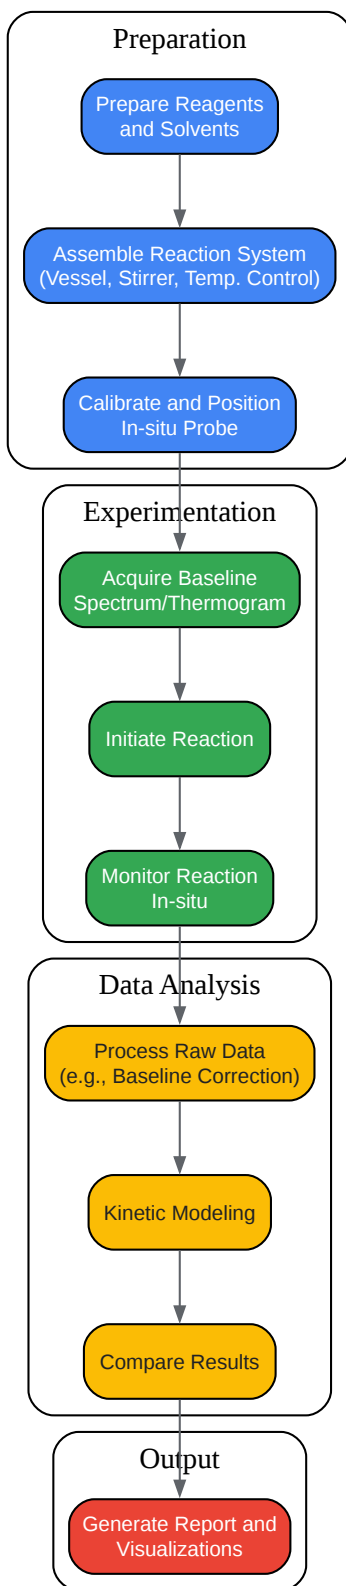 Preparation
Prepare Reagents
and Solvents
Assemble Reaction System
(Vessel, Stirrer, Temp. Control)
Calibrate and Position
In-situ Probe
Experimentation
Acquire Baseline
Spectrum/Thermogram
Initiate Reaction
Monitor Reaction
In-situ
Data Analysis
Process Raw Data
(e.g., Baseline Correction)
Kinetic Modeling
Compare Results
Output
Generate Report and
Visualizations